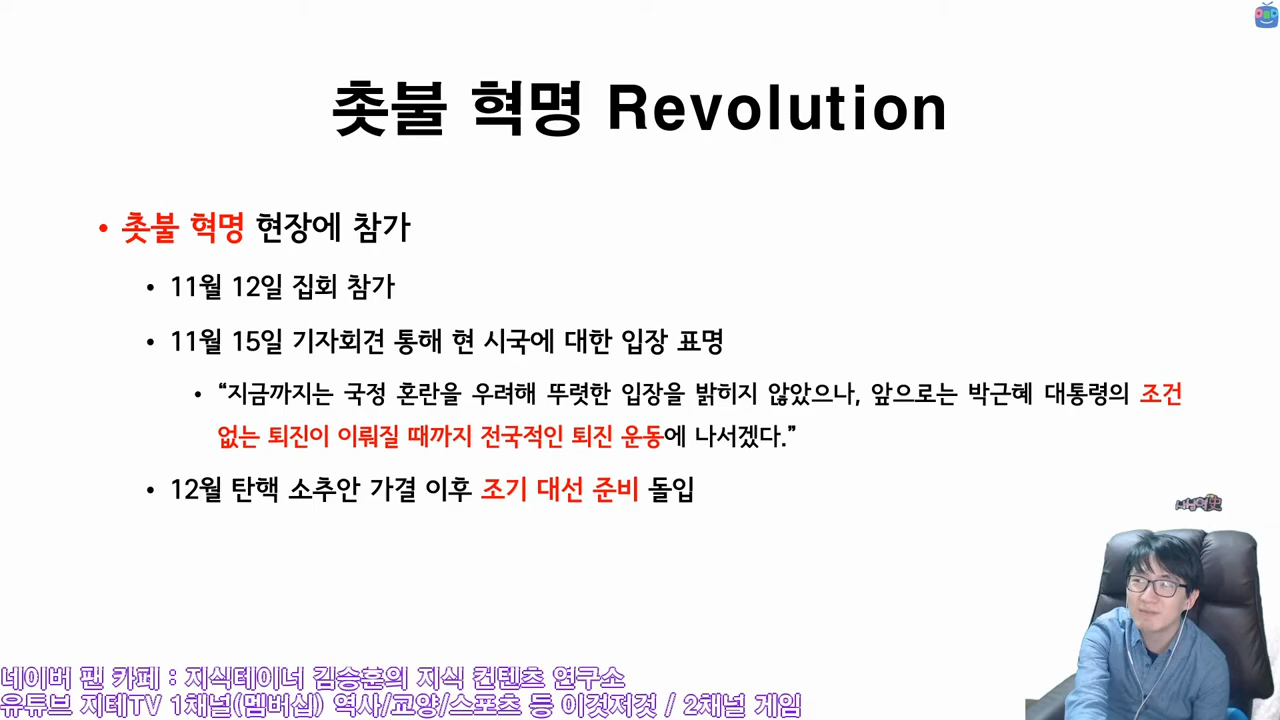 촛불 혁명 Revolution
• 촛불 혁명 현장에 참가
• 11월 12일 집회 참가
• 11월 15일 기자회견 통해 현 시국에 대한 입장 표명
• “지금까지는 국정 혼란을 우려해 뚜렷한 입장을 밝히지 않았으나, 앞으로는 박근혜 대통령의 조건
없는 퇴진이 이뤄질 때까지 전국적인 퇴진 운동에 나서겠다.”
• 12월 탄핵 소추안 가결 이후 조기 대선 준비 돌입
네이버 팬 카페 : 지식테이너 김승훈의 지식 컨텐츠 연구소
유튜브 지테TV 1채널(멤버십) 역사/교양/스포츠 등 이것저것 / 2채널 게임